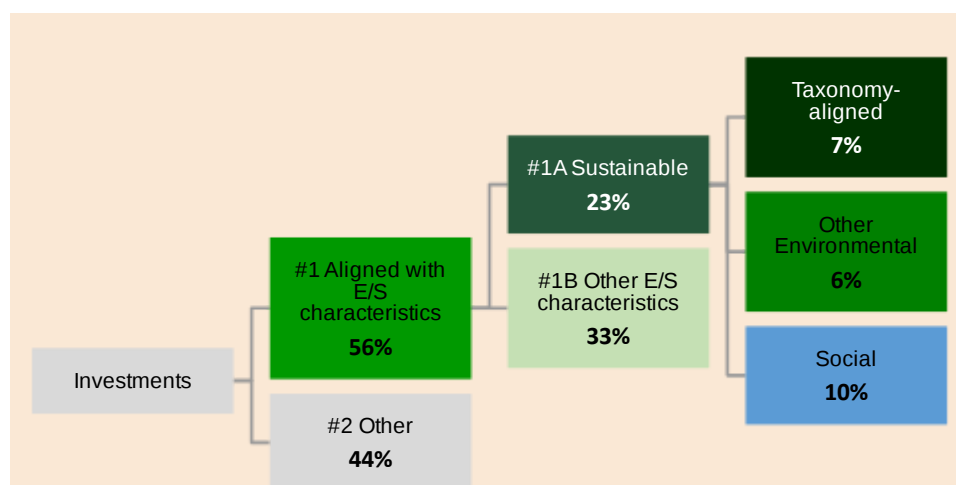 Investments
#1 Aligned with
E/S
characteristics
56%
#2 Other
44%
#1A Sustainable
23%
#1B Other E/S
characteristics
33%
Taxonomy-
aligned
7%
Other
Environmental
6%
Social
10%